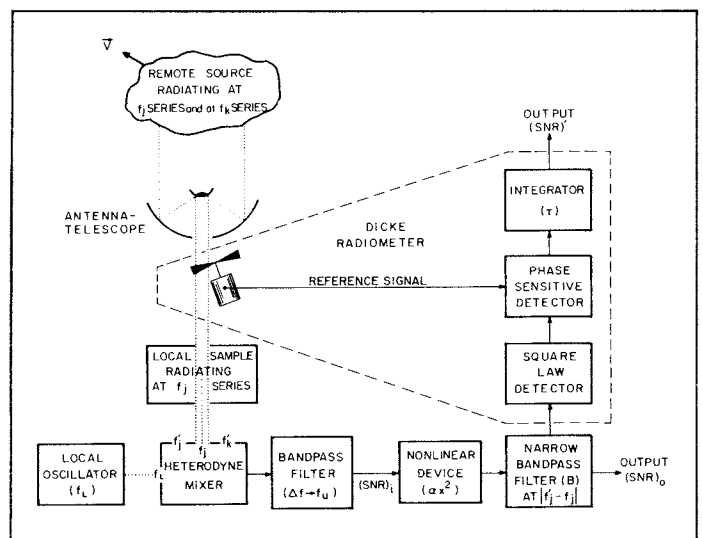 V
REMOTE SOURCE
RADIATING AT
fj SERIES and at fk SERIES
ANTENNA-
TELESCOPE
DICKE
RADIOMETER
REFERENCE SIGNAL
OUTPUT
(SNR)'
INTEGRATOR
(τ)
PHASE
SENSITIVE
DETECTOR
SQUARE
LAW
DETECTOR
LOCAL SAMPLE
RADIATING
AT fj SERIES
f'j fj f'k
LOCAL
OSCILLATOR
(fL)
fL
HETERODYNE
MIXER
BANDPASS
FILTER
(Δf→fu)
(SNR)i
NONLINEAR
DEVICE
(αx²)
NARROW
BANDPASS
FILTER (B)
AT |f'j-fj|
OUTPUT
(SNR)o